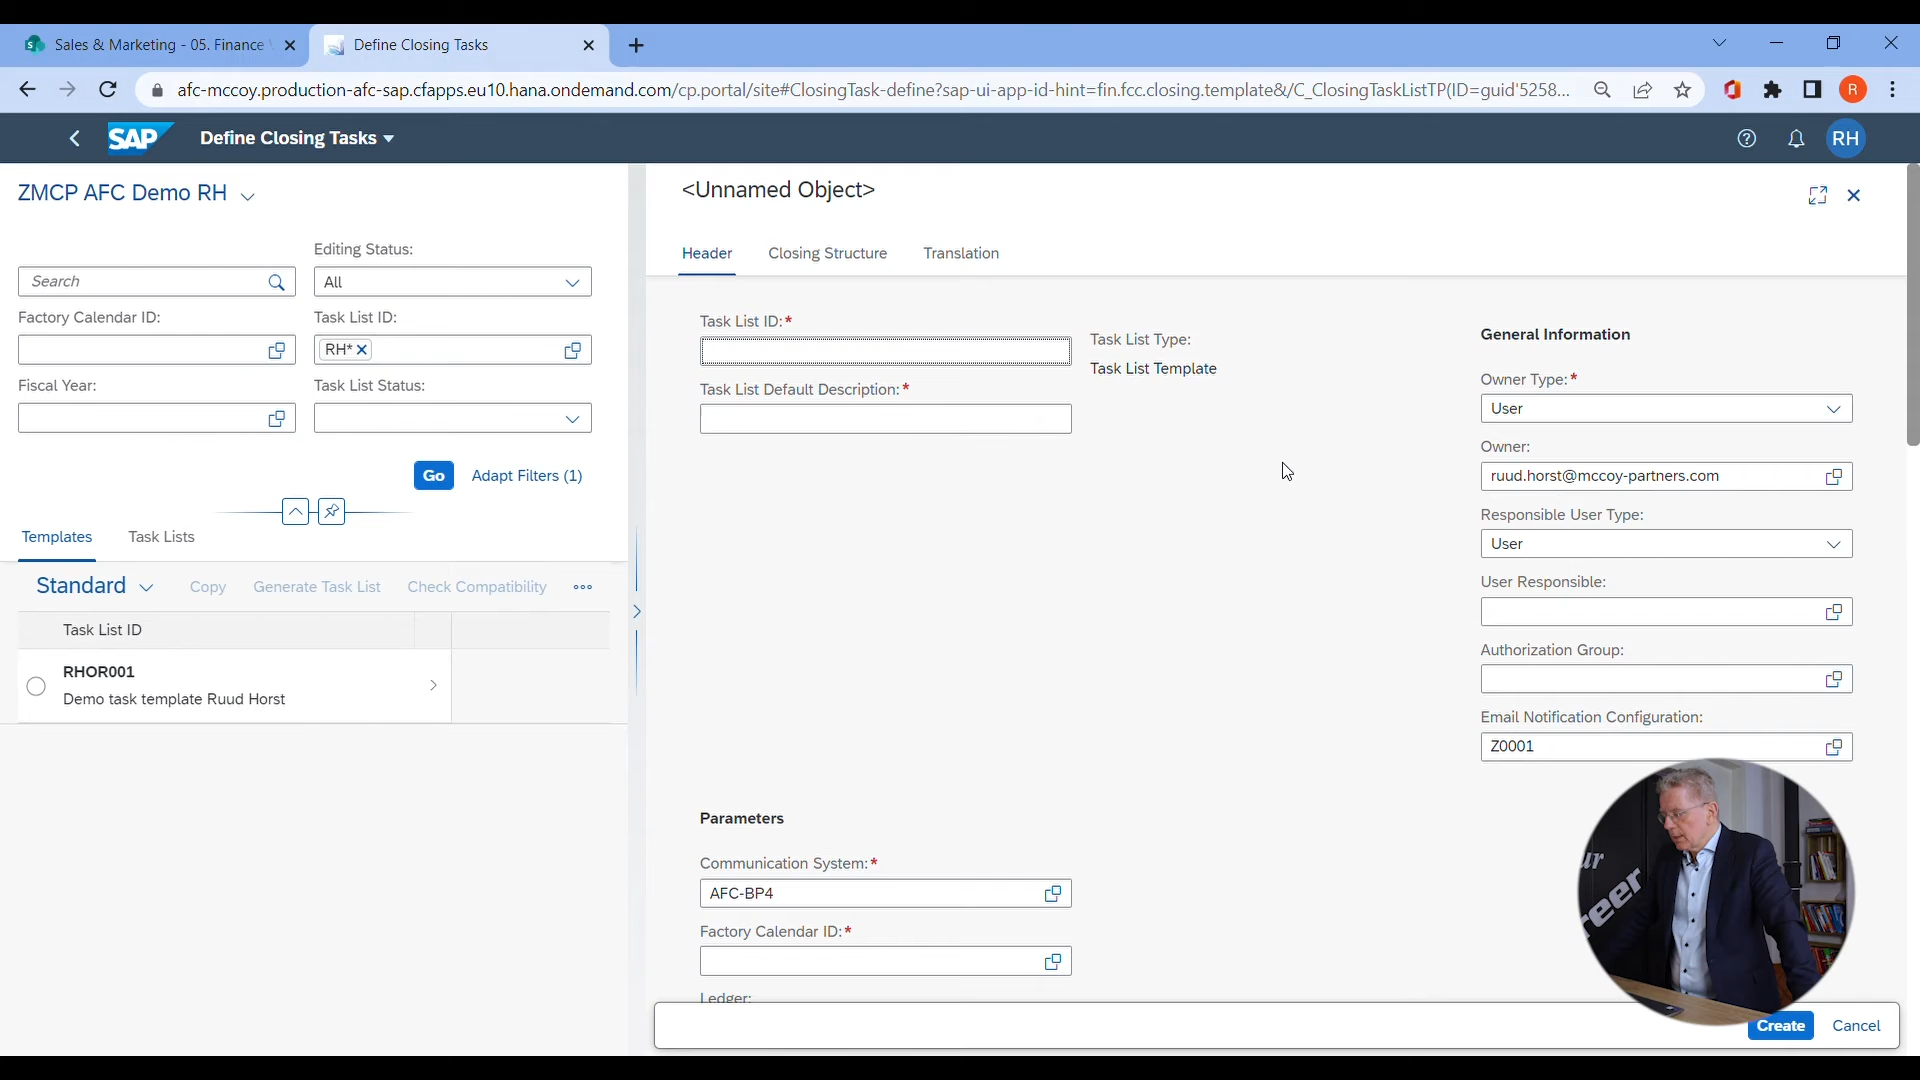 Sales & Marketing - 05. Finance
Define Closing Tasks
afc-mccoy.production-afc-sap.cfapps.eu10.hana.ondemand.com/cp.portal/site#ClosingTask-define?sap-ui-app-id-hint=fin.fcc.closing.template&/C_ClosingTaskListTP(ID=guid'5258...
R
SAP
Define Closing Tasks
RH
ZMCP AFC Demo RH
Editing Status:
Search
All
Factory Calendar ID:
Task List ID:
RH*
Fiscal Year:
Task List Status:
Go
Adapt Filters (1)
Templates
Task Lists
Standard
Copy
Generate Task List
Check Compatibility
Task List ID
RHOR001
Demo task template Ruud Horst
<Unnamed Object>
Header
Closing Structure
Translation
Task List ID:*
Task List Default Description:*
Task List Type:
Task List Template
General Information
Owner Type:*
User
Owner:
ruud.horst@mccoy-partners.com
Responsible User Type:
User
User Responsible:
Authorization Group:
Email Notification Configuration:
Z0001
Parameters
Communication System:*
AFC-BP4
Factory Calendar ID:*
Ledger:
ur
reer
Create
Cancel